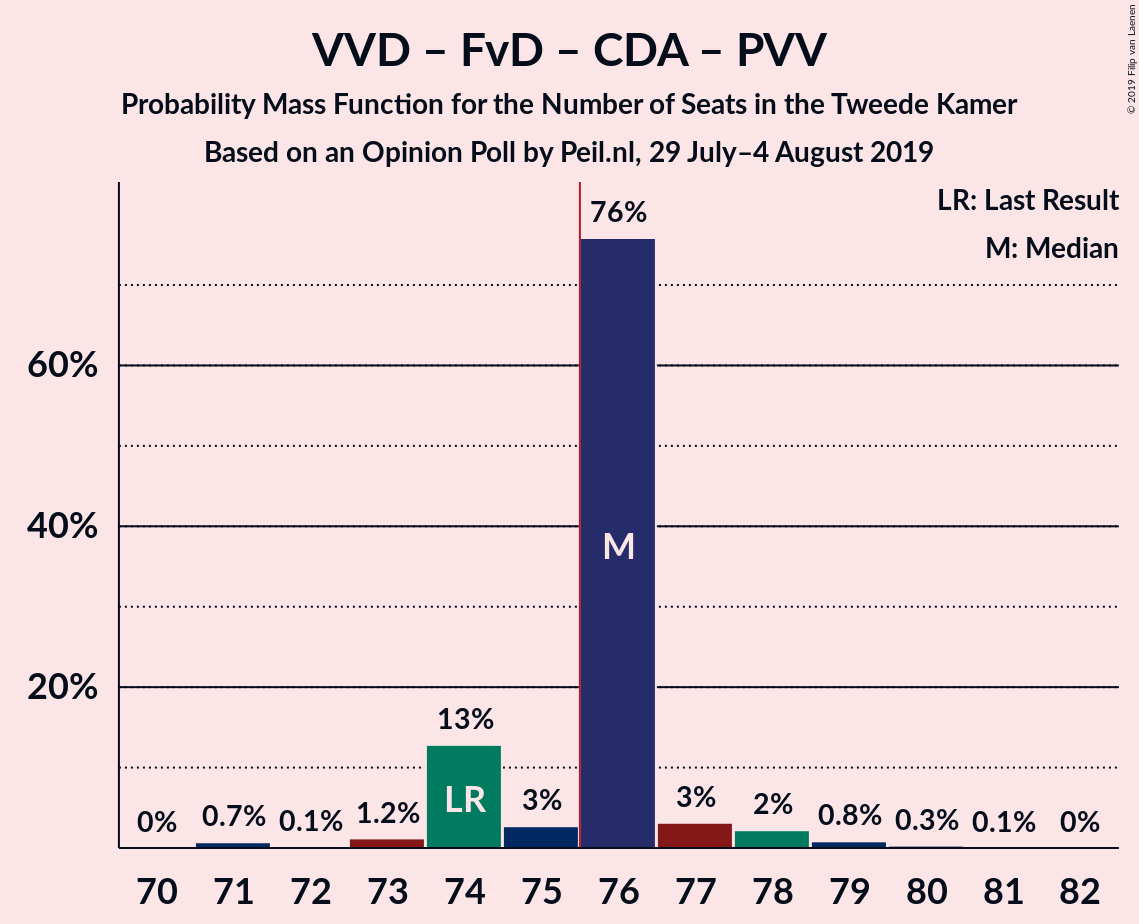 VVD – FvD – CDA – PVV
Probability Mass Function for the Number of Seats in the Tweede Kamer
Based on an Opinion Poll by Peil.nl, 29 July–4 August 2019
© 2019 Filip van Laenen
LR: Last Result
M: Median
76%
60%
40%
M
20%
13%
LR
0%
0.7%
0.1%
1.2%
3%
3%
2%
0.8%
0.3%
0.1%
0%
70 71 72 73 74 75 76 77 78 79 80 81 82